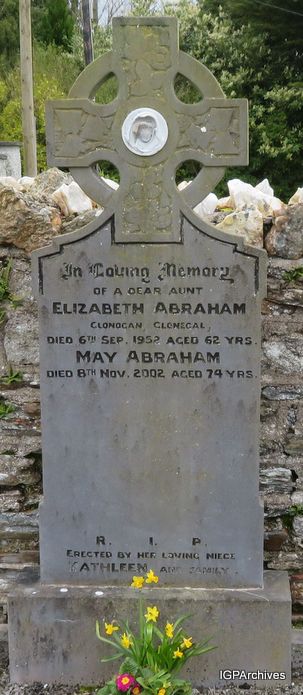 In Loving Memory
OF A DEAR AUNT
ELIZABETH ABRAHAM
CLONOGAN, CLONEGAL,
DIED 6TH SEP. 1952 AGED 62 YRS.
MAY ABRAHAM
DIED 8TH NOV. 2002 AGED 74 YRS.
R. I. P.
ERECTED BY HER LOVING NIECE
KATHLEEN AND FAMILY.
IGPArchives